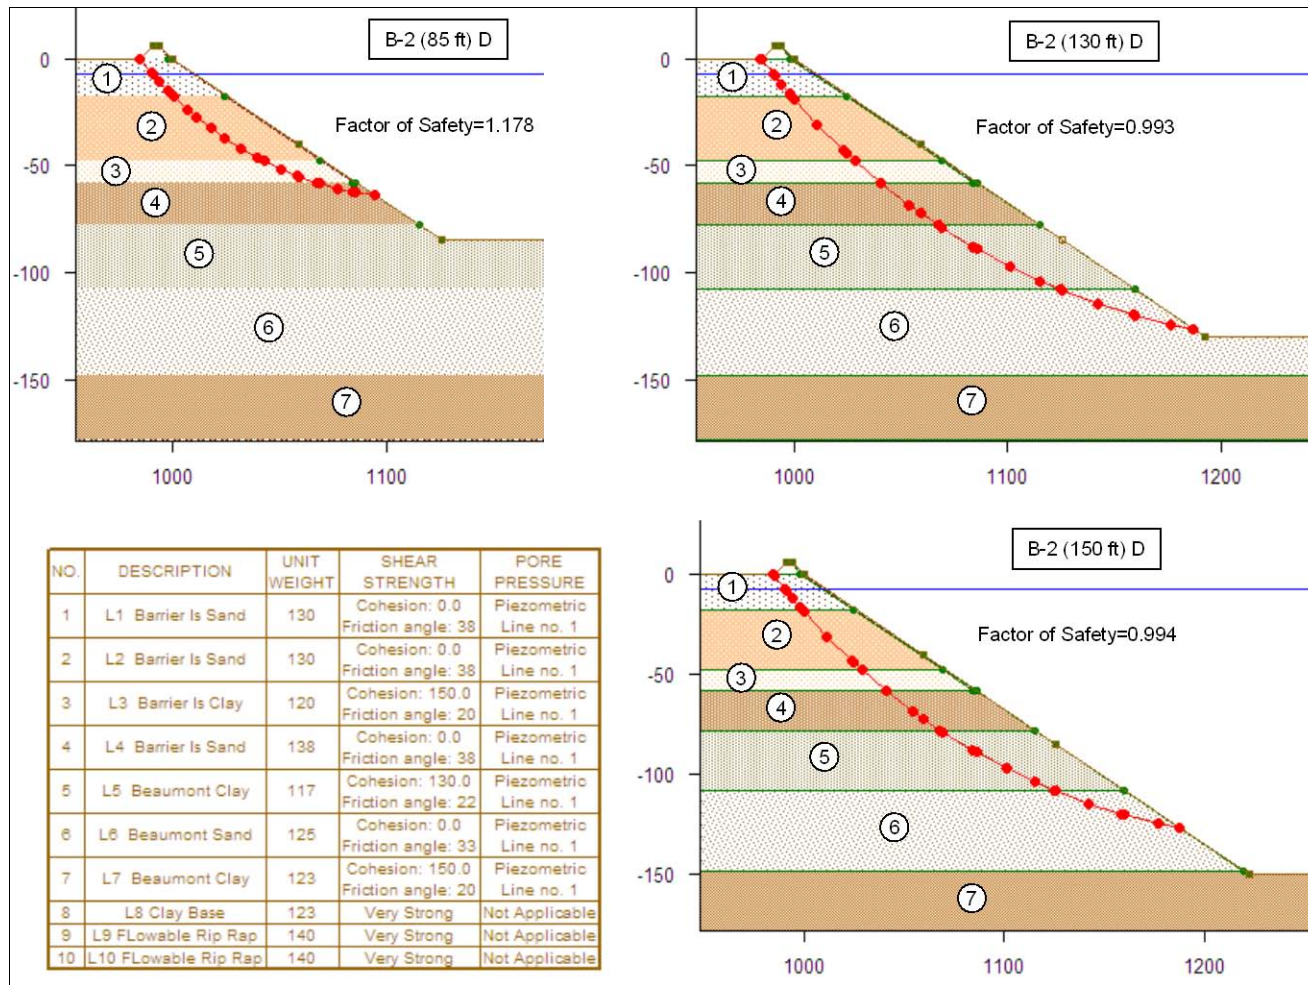 B-2 (85 ft) D
0
-50
-100
-150
1
2
3
4
5
6
7
Factor of Safety=1.178
1000
1100
B-2 (130 ft) D
0
-50
-100
-150
1
2
3
4
5
6
7
Factor of Safety=0.993
1000
1100
1200
NO. DESCRIPTION UNIT WEIGHT SHEAR STRENGTH PORE PRESSURE
1 L1 Barrier Is Sand 130 Cohesion: 0.0 Friction angle: 38 Piezometric Line no. 1
2 L2 Barrier Is Sand 130 Cohesion: 0.0 Friction angle: 38 Piezometric Line no. 1
3 L3 Barrier Is Clay 120 Cohesion: 150.0 Friction angle: 20 Piezometric Line no. 1
4 L4 Barrier Is Sand 138 Cohesion: 0.0 Friction angle: 38 Piezometric Line no. 1
5 L5 Beaumont Clay 117 Cohesion: 130.0 Friction angle: 22 Piezometric Line no. 1
6 L6 Beaumont Sand 125 Cohesion: 0.0 Friction angle: 33 Piezometric Line no. 1
7 L7 Beaumont Clay 123 Cohesion: 150.0 Friction angle: 20 Piezometric Line no. 1
8 L8 Clay Base 123 Very Strong Not Applicable
9 L9 FLowable Rip Rap 140 Very Strong Not Applicable
10 L10 FLowable Rip Rap 140 Very Strong Not Applicable
B-2 (150 ft) D
0
-50
-100
-150
1
2
3
4
5
6
7
Factor of Safety=0.994
1000
1100
1200